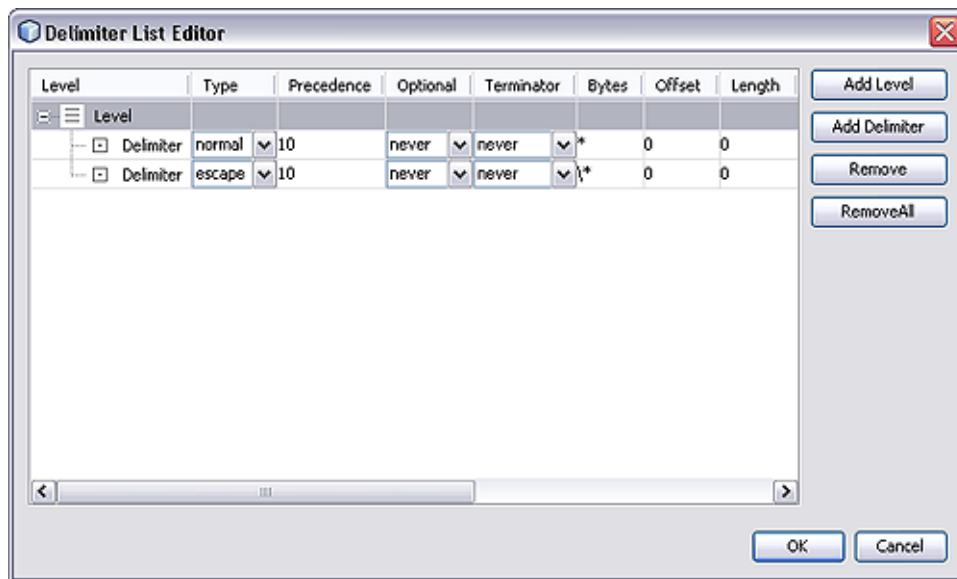 Delimiter List Editor
Level Type Precedence Optional Terminator Bytes Offset Length Add Level
Level
Add Delimiter
Delimiter normal 10 never never * 0 0
Delimiter escape 10 never never \* 0 0 Remove
RemoveAll
OK Cancel